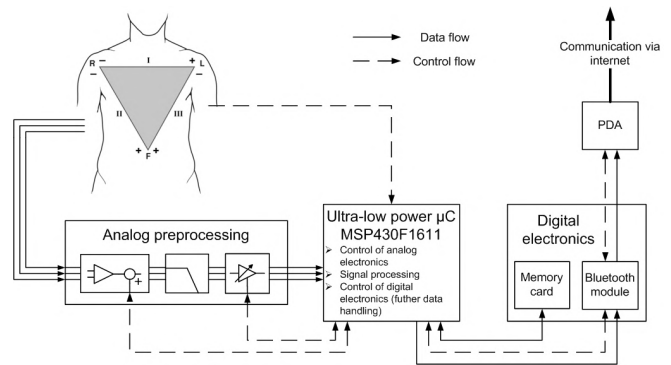 R
I
L
II
III
F
Data flow
Control flow
Communication via
internet
PDA
Analog preprocessing
Ultra-low power µC
MSP430F1611
Control of analog
electronics
Signal processing
Control of digital
electronics (futher data
handling)
Digital
electronics
Memory
card
Bluetooth
module